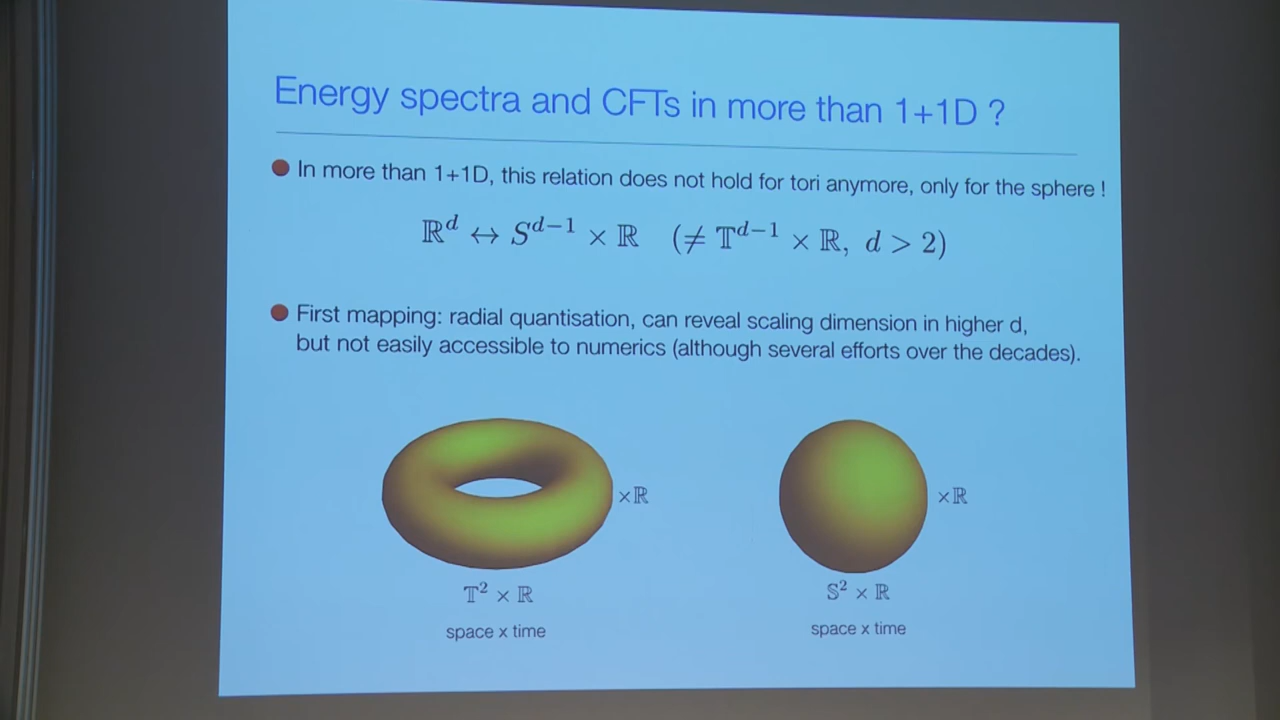 Energy spectra and CFTs in more than 1+1D ?
In more than 1+1D, this relation does not hold for tori anymore, only for the sphere !
ℝᵈ ↔ Sᵈ⁻¹ × ℝ (≠ 𝕋ᵈ⁻¹ × ℝ, d > 2)
First mapping: radial quantisation, can reveal scaling dimension in higher d,
but not easily accessible to numerics (although several efforts over the decades).
×ℝ
×ℝ
𝕋² × ℝ
𝕊² × ℝ
space x time
space x time